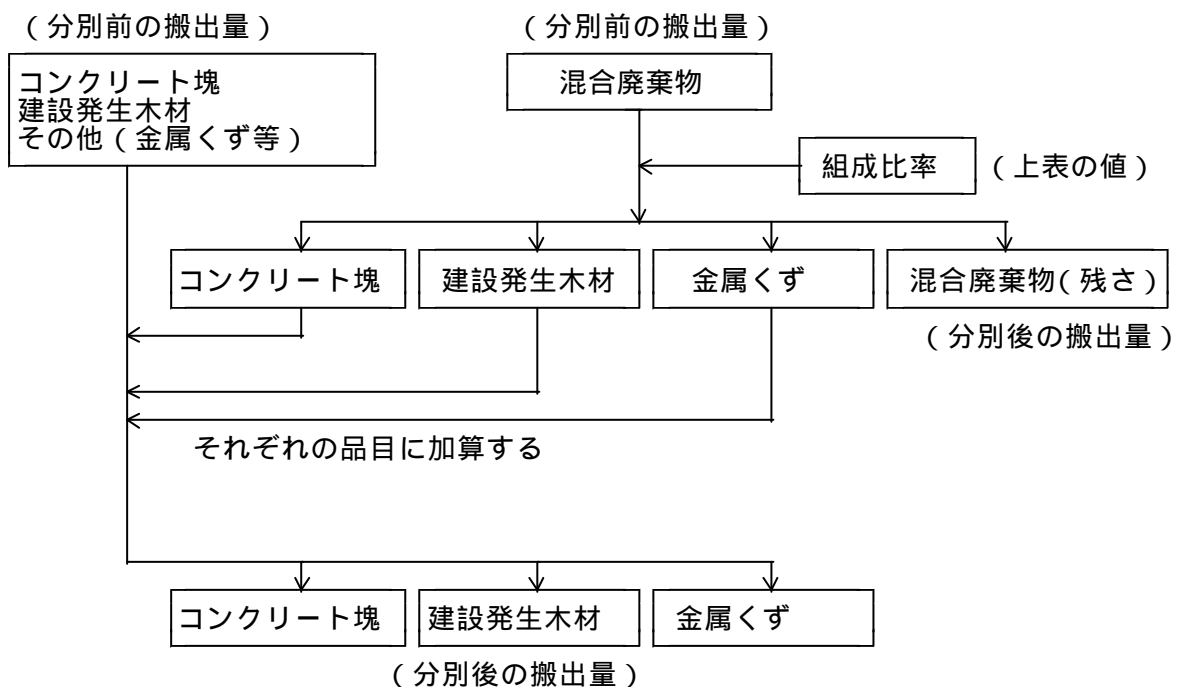 （分別前の搬出量）
コンクリート塊
建設発生木材
その他（金属くず等）
（分別前の搬出量）
混合廃棄物
組成比率
（上表の値）
コンクリート塊
建設発生木材
金属くず
混合廃棄物（残さ）
（分別後の搬出量）
それぞれの品目に加算する
コンクリート塊
建設発生木材
金属くず
（分別後の搬出量）